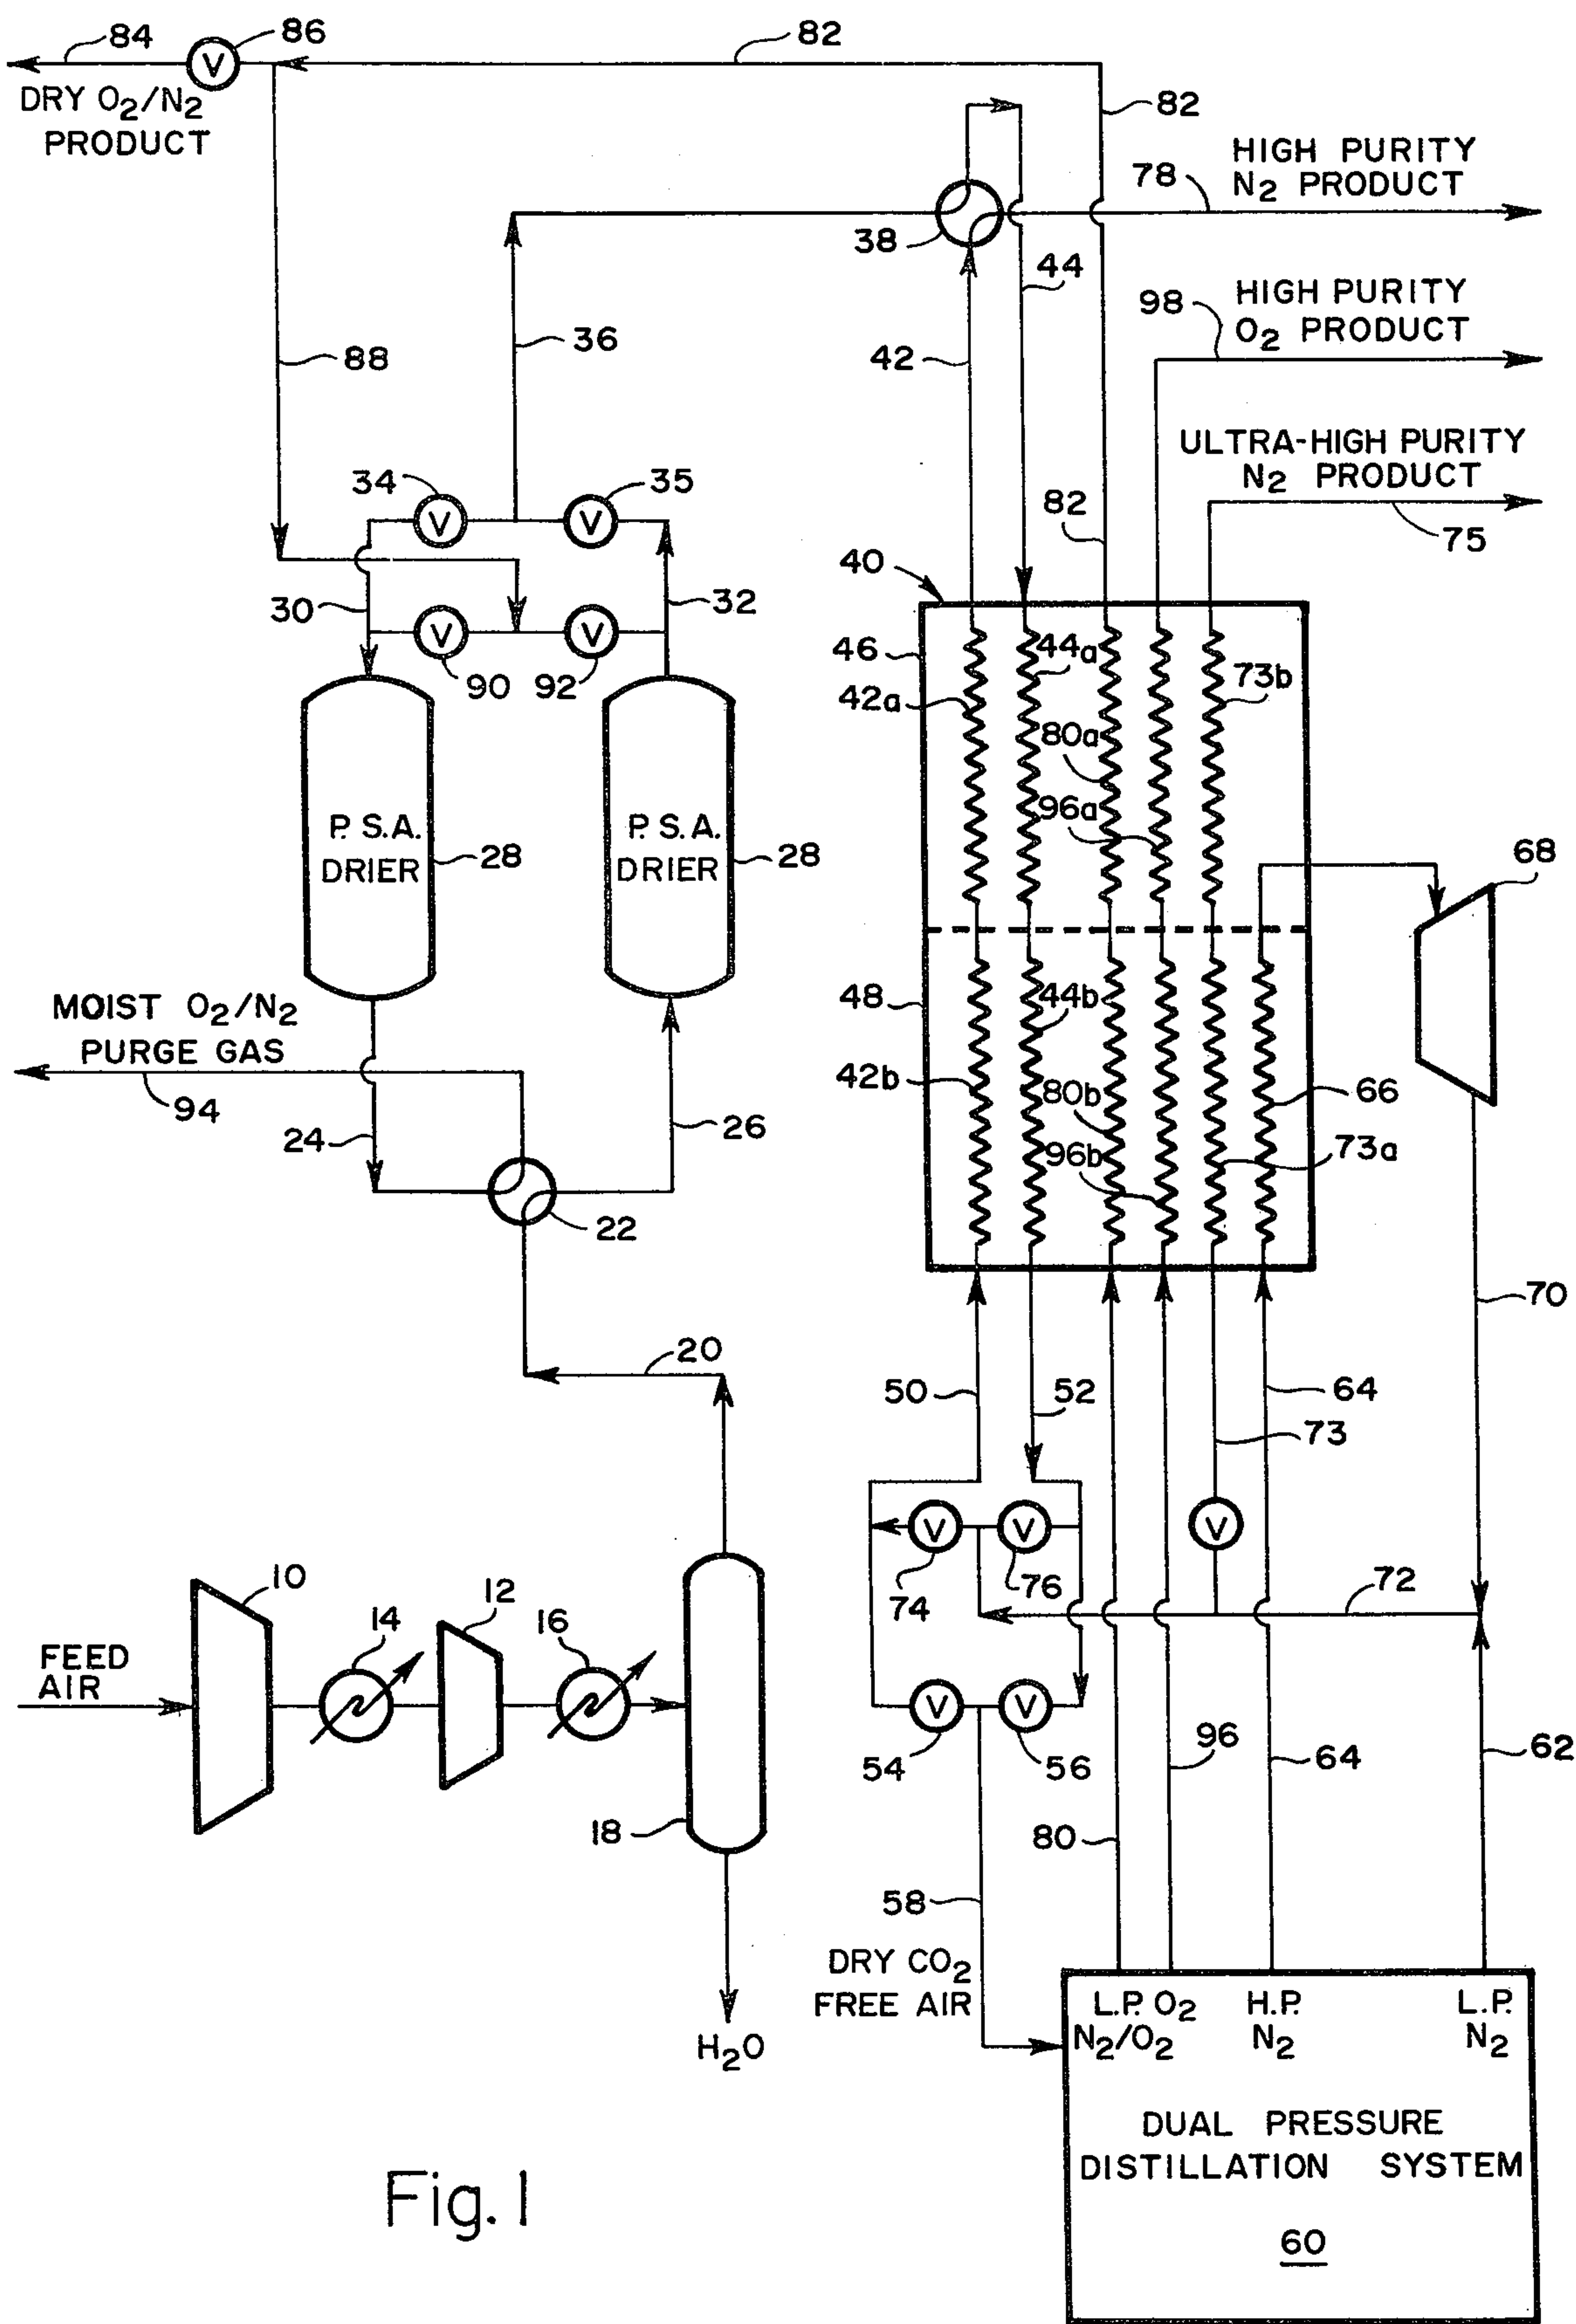 84
86
82
DRY O2/N2
PRODUCT
V
82
HIGH PURITY
N2 PRODUCT
78
38
44
98
HIGH PURITY
O2 PRODUCT
36
42
88
ULTRA-HIGH PURITY
N2 PRODUCT
75
34
35
V
V
82
40
30
32
V
V
90
92
46
44a
42a
73b
80a
96a
P. S. A.
DRIER
28
P. S. A.
DRIER
28
68
MOIST O2/N2
PURGE GAS
94
48
44b
42b
80b
66
24
26
96b
73a
22
70
20
50
52
64
73
V
V
V
74
76
72
10
12
14
16
FEED
AIR
V
V
54
56
96
64
62
18
80
58
DRY CO2
FREE AIR
H2O
L.P. O2
N2/O2
H.P.
N2
L.P.
N2
DUAL PRESSURE
DISTILLATION SYSTEM
60
Fig. 1